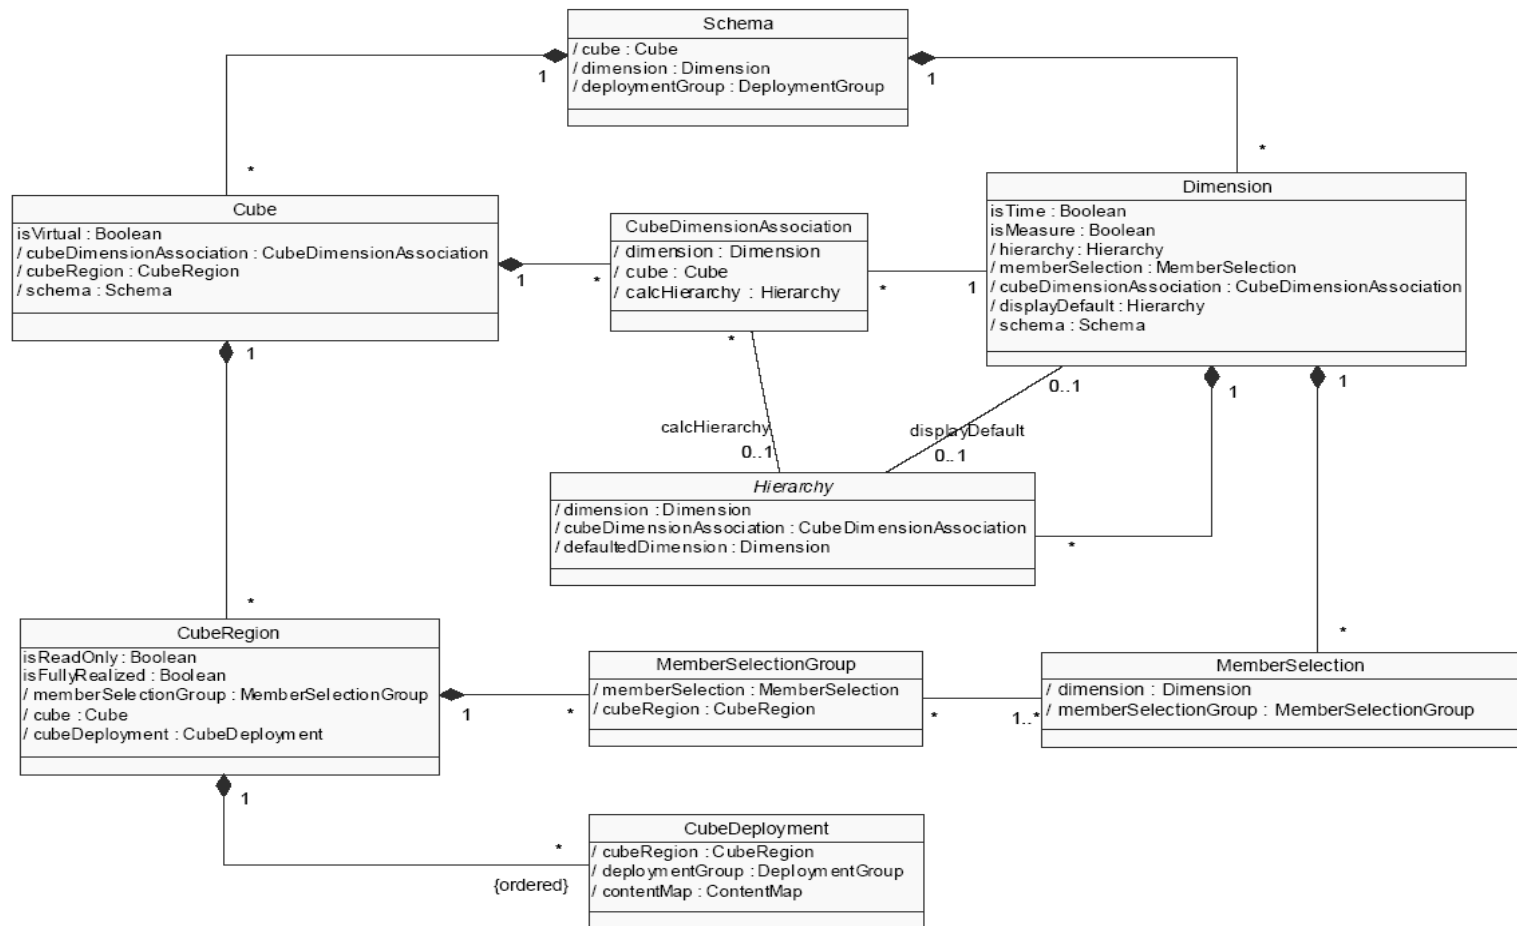 Schema
/ cube : Cube
/ dimension : Dimension
/ deploymentGroup : DeploymentGroup
1
1
*
*
Cube
isVirtual : Boolean
/ cubeDimensionAssociation : CubeDimensionAssociation
/ cubeRegion : CubeRegion
/ schema : Schema
1
*
CubeDimensionAssociation
/ dimension : Dimension
/ cube : Cube
/ calcHierarchy : Hierarchy
*
1
Dimension
isTime : Boolean
isMeasure : Boolean
/ hierarchy : Hierarchy
/ memberSelection : MemberSelection
/ cubeDimensionAssociation : CubeDimensionAssociation
/ displayDefault : Hierarchy
/ schema : Schema
1
*
0..1
1
1
calcHierarchy
0..1
displayDefault
0..1
Hierarchy
/ dimension : Dimension
/ cubeDimensionAssociation : CubeDimensionAssociation
/ defaultedDimension : Dimension
*
*
*
CubeRegion
isReadOnly : Boolean
isFullyRealized : Boolean
/ memberSelectionGroup : MemberSelectionGroup
/ cube : Cube
/ cubeDeployment : CubeDeployment
1
*
MemberSelectionGroup
/ memberSelection : MemberSelection
/ cubeRegion : CubeRegion
*
1..*
MemberSelection
/ dimension : Dimension
/ memberSelectionGroup : MemberSelectionGroup
1
*
{ordered}
CubeDeployment
/ cubeRegion : CubeRegion
/ deploymentGroup : DeploymentGroup
/ contentMap : ContentMap